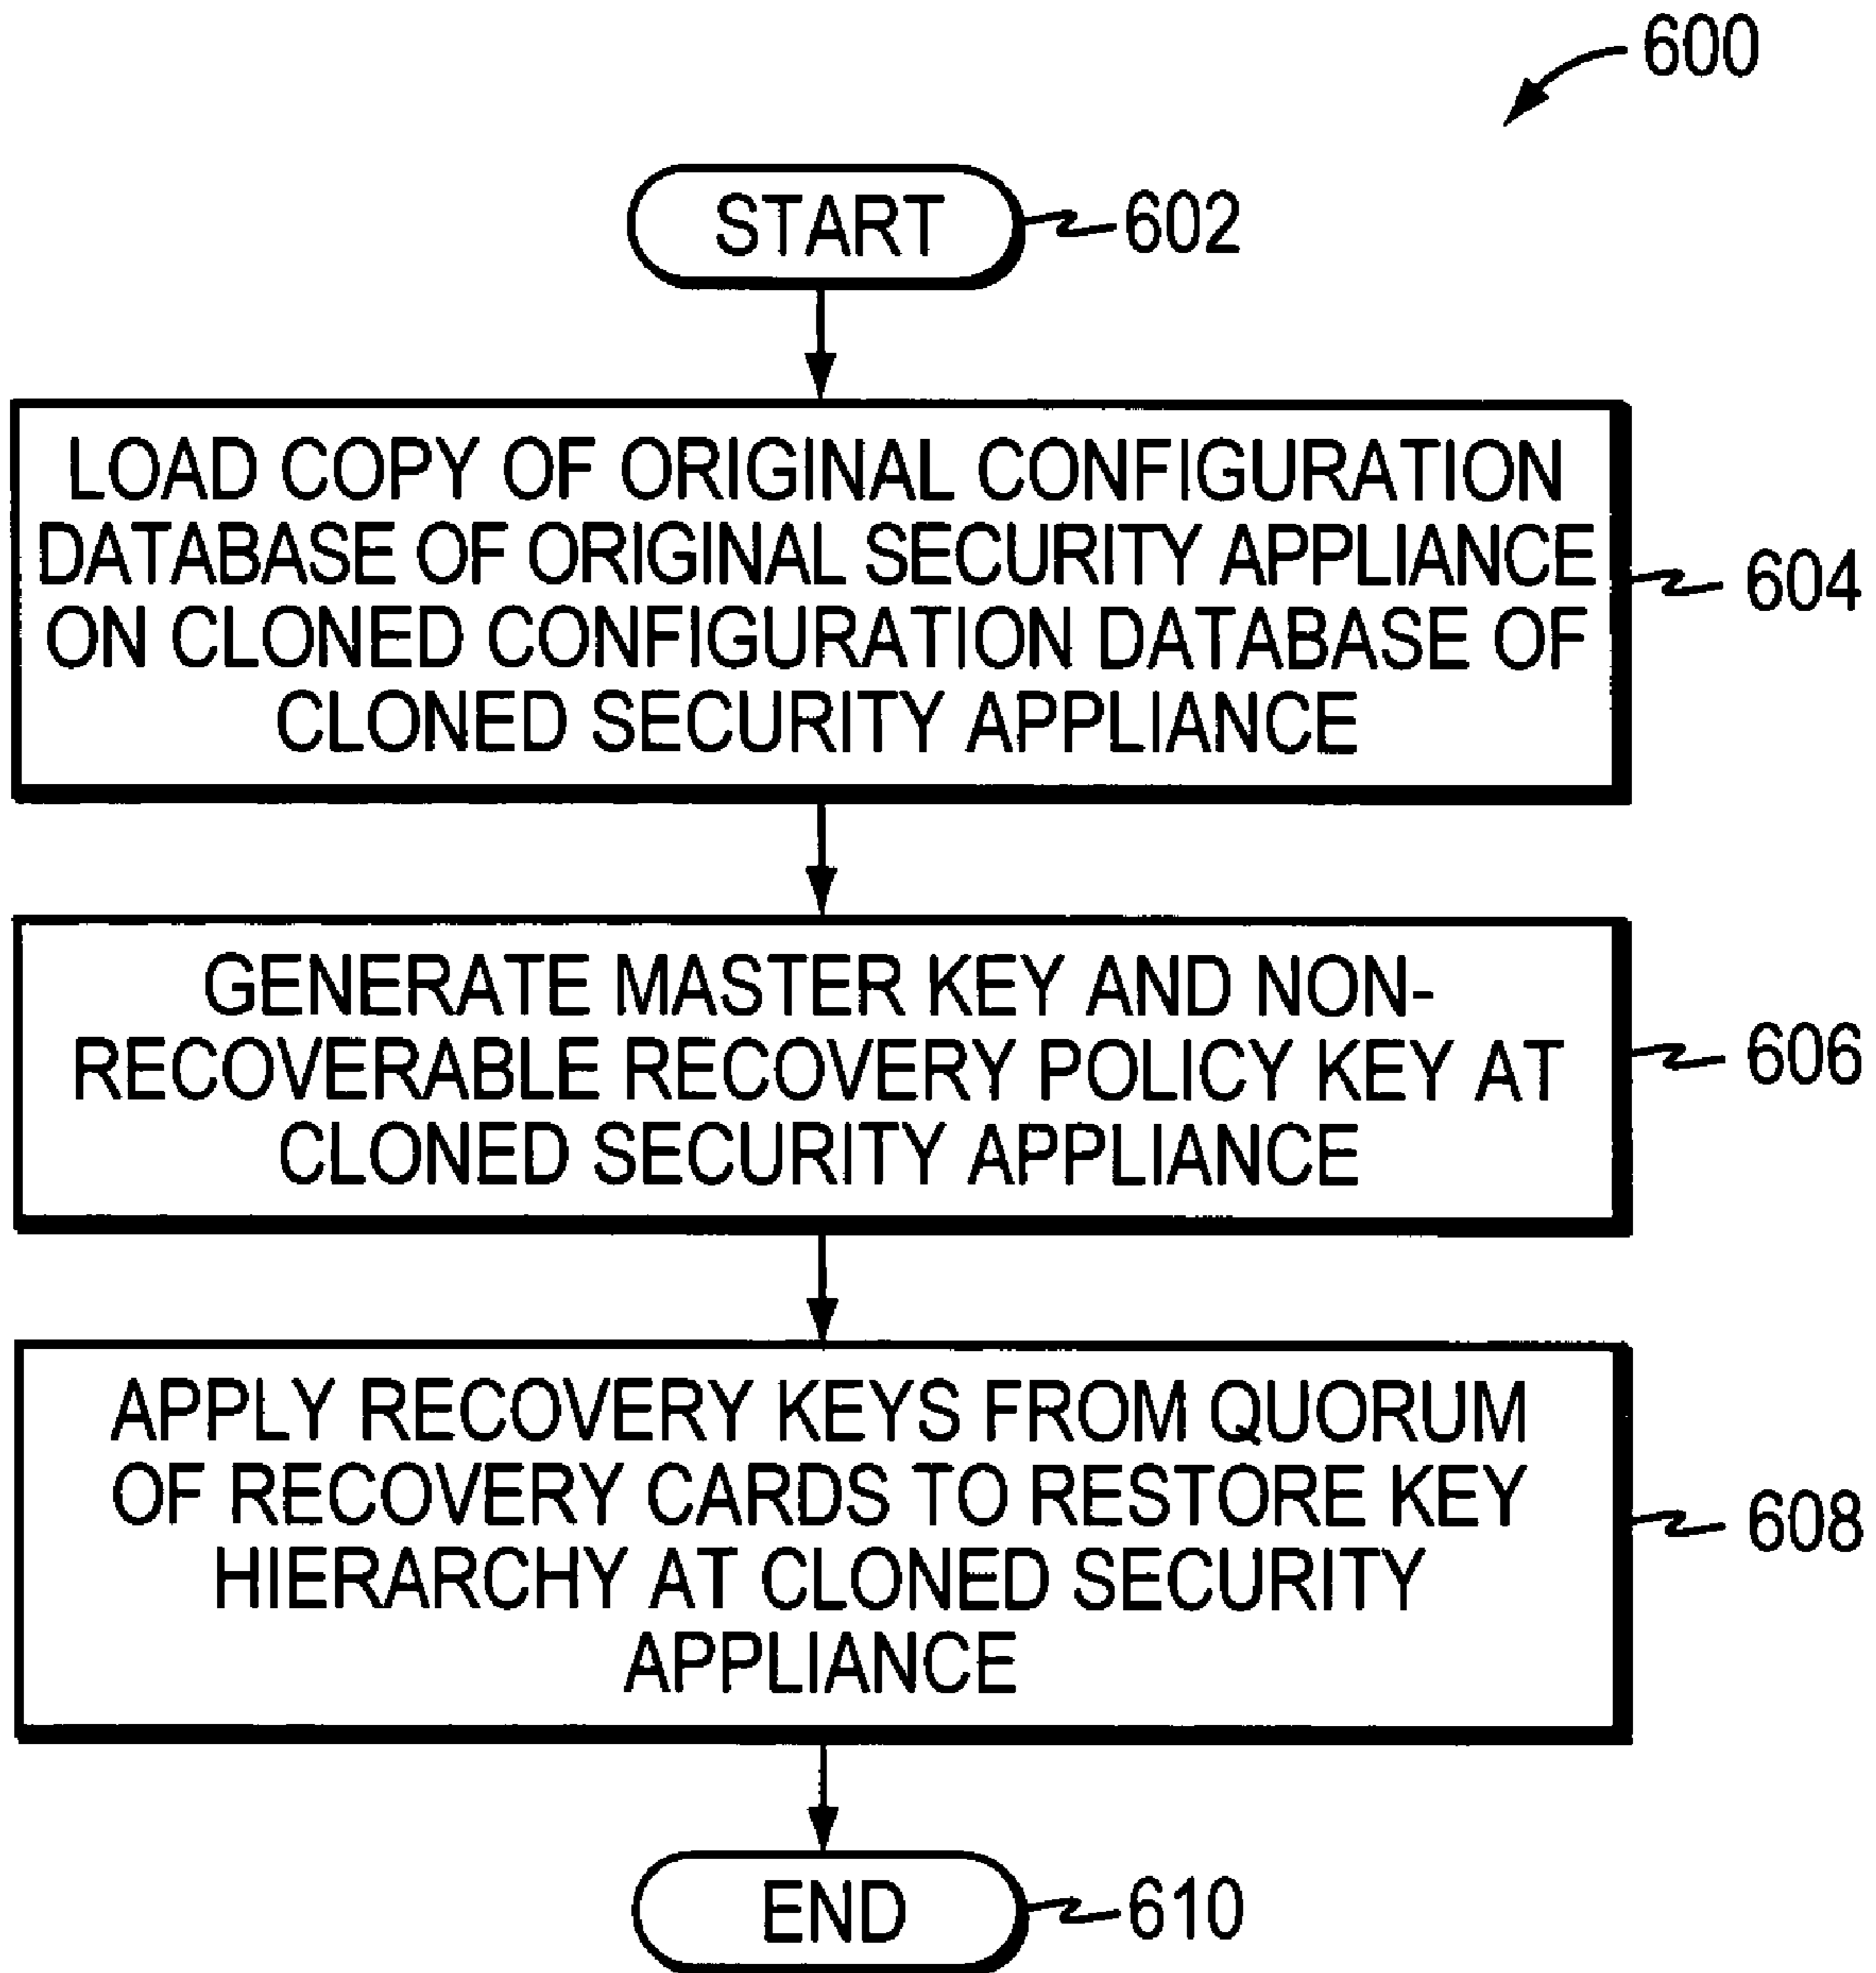 600
START
602
LOAD COPY OF ORIGINAL CONFIGURATION
DATABASE OF ORIGINAL SECURITY APPLIANCE
ON CLONED CONFIGURATION DATABASE OF
CLONED SECURITY APPLIANCE
604
GENERATE MASTER KEY AND NON-
RECOVERABLE RECOVERY POLICY KEY AT
CLONED SECURITY APPLIANCE
606
APPLY RECOVERY KEYS FROM QUORUM
OF RECOVERY CARDS TO RESTORE KEY
HIERARCHY AT CLONED SECURITY
APPLIANCE
608
END
610